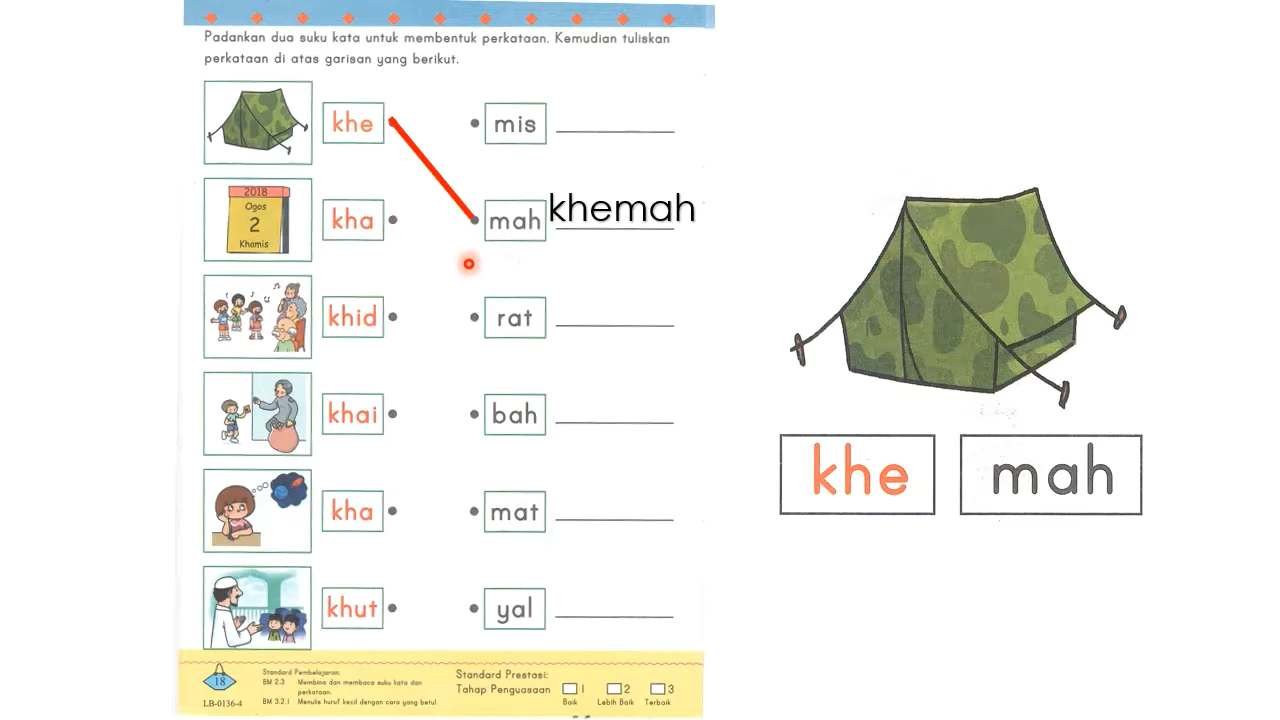 Padankan dua suku kata untuk membentuk perkataan. Kemudian tuliskan
perkataan di atas garisan yang berikut.
khe mis
2018
Ogos
2
Khamis
kha mah khemah
khid rat
khai bah
kha mat
khut yal
khe mah
18
LB-0136-4
Standard Pembelajaran:
BM 2.3 Membina dan membaca suku kata dan
perkataan.
BM 3.2.1 Menulis huruf kecil dengan cara yang betul.
Standard Prestasi:
Tahap Penguasaan 1 2 3
Baik Lebih Baik Terbaik